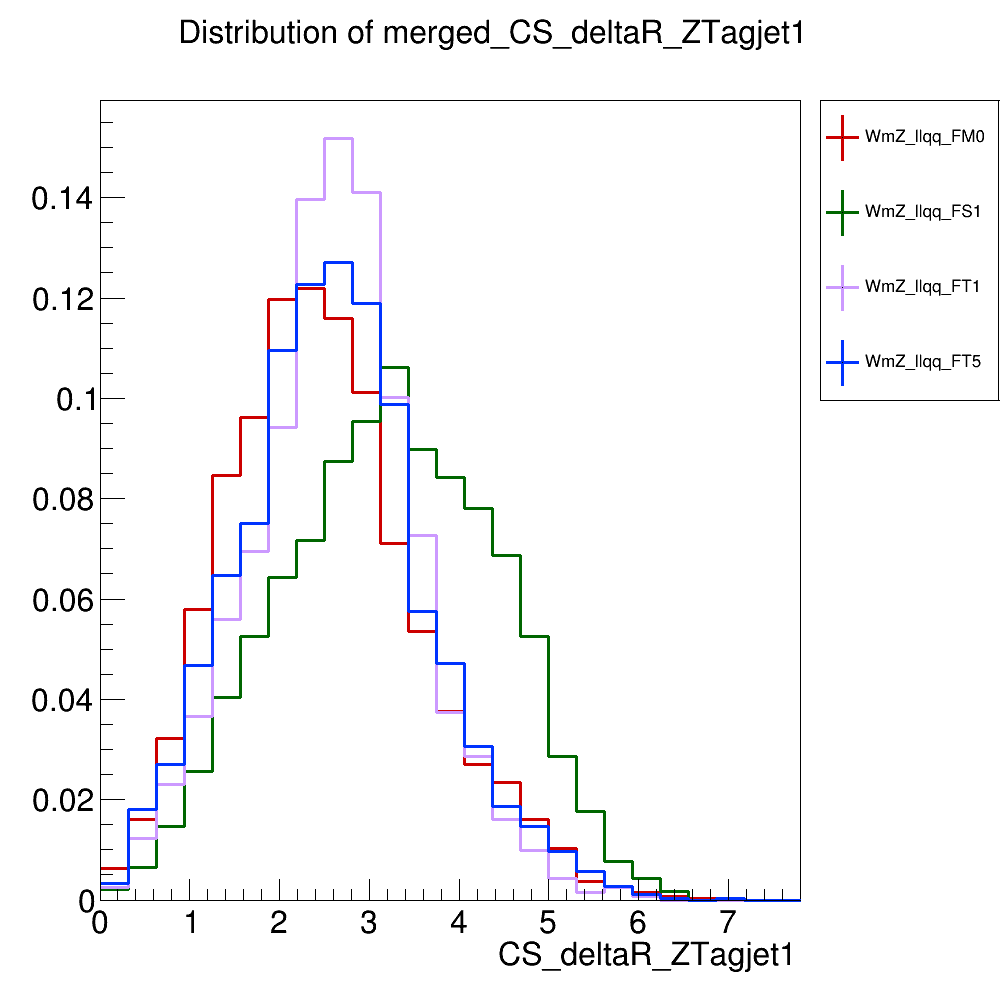 Distribution of merged_CS_deltaR_ZTagjet1
WmZ_llqq_FM0
WmZ_llqq_FS1
WmZ_llqq_FT1
WmZ_llqq_FT5
0.14
0.12
0.1
0.08
0.06
0.04
0.02
0
0 1 2 3 4 5 6 7
CS_deltaR_ZTagjet1